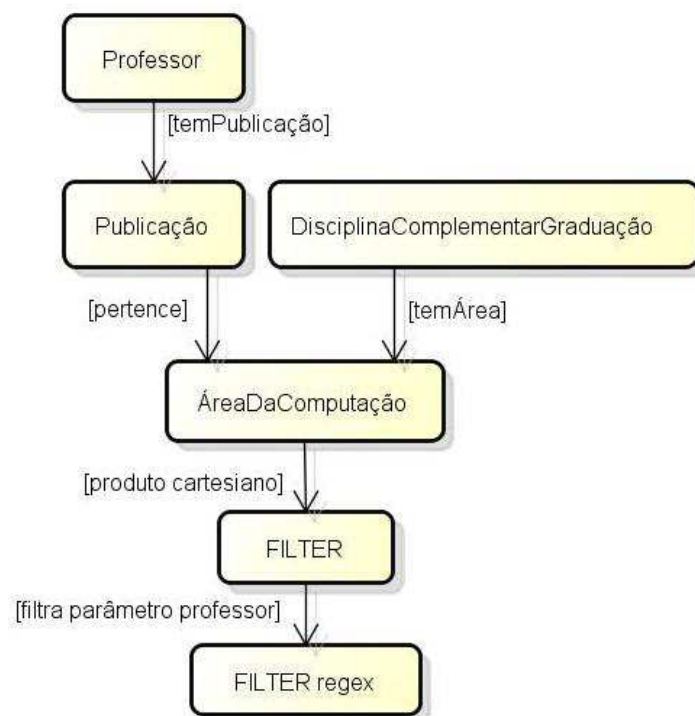 Professor
[temPublicação]
Publicação
DisciplinaComplementarGraduação
[pertence]
[temÁrea]
ÁreaDaComputação
[produto cartesiano]
FILTER
[filtra parâmetro professor]
FILTER regex